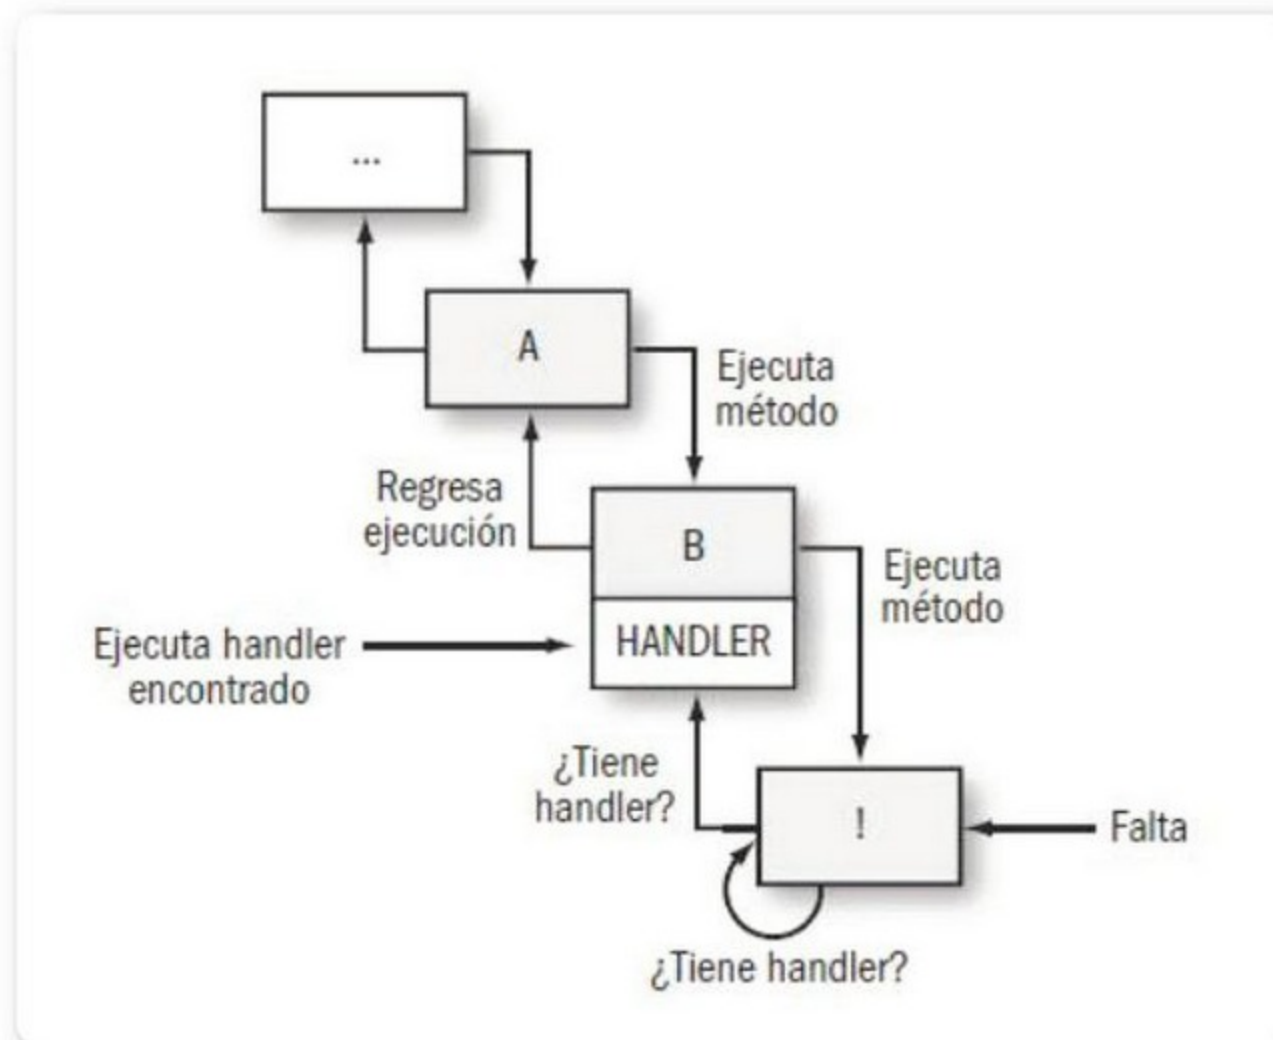 ...
A
Ejecuta
método
Regresa
ejecución
B
Ejecuta
método
Ejecuta handler
encontrado
HANDLER
¿Tiene
handler?
!
Falta
¿Tiene handler?